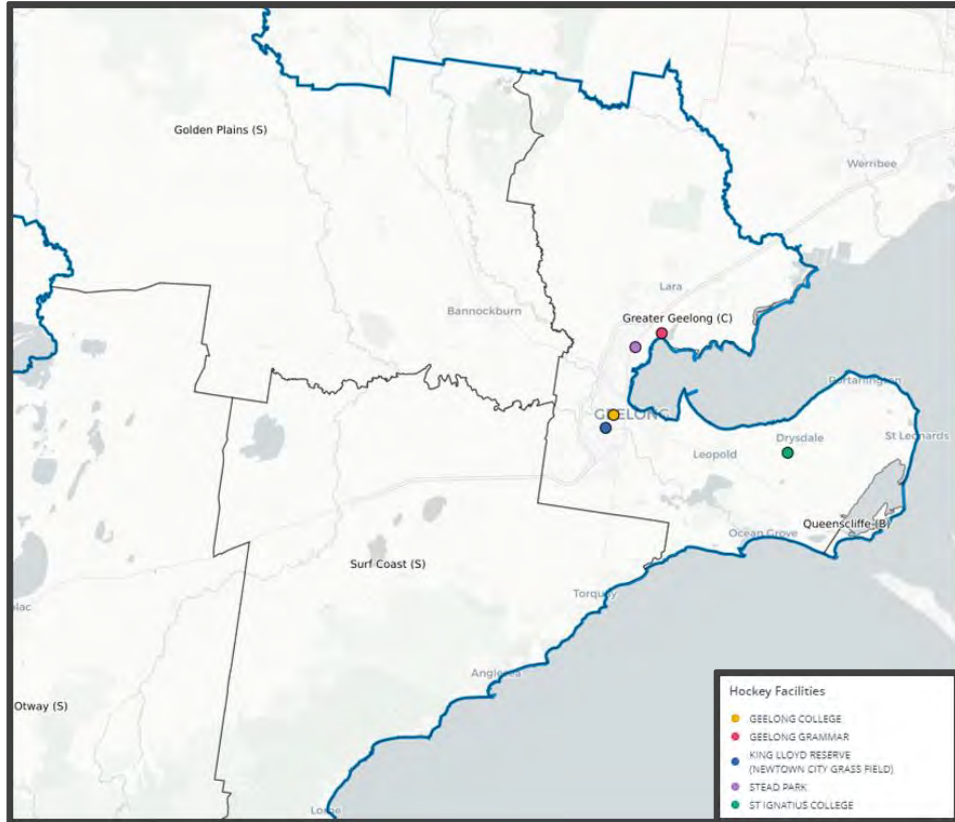 Golden Plains (S)
Werribee
Lara
Bannockburn
Greater Geelong (C)
Portarlington
GEELONG
Drysdale
St Leonards
Leopold
Queenscliffe (B)
Ocean Grove
Surf Coast (S)
Torquay
Anglesea
Otway (S)
Lorne
Hockey Facilities
GEELONG COLLEGE
GEELONG GRAMMAR
KING LLOYD RESERVE
(NEWTOWN CITY GRASS FIELD)
STEAD PARK
ST IGNATIUS COLLEGE